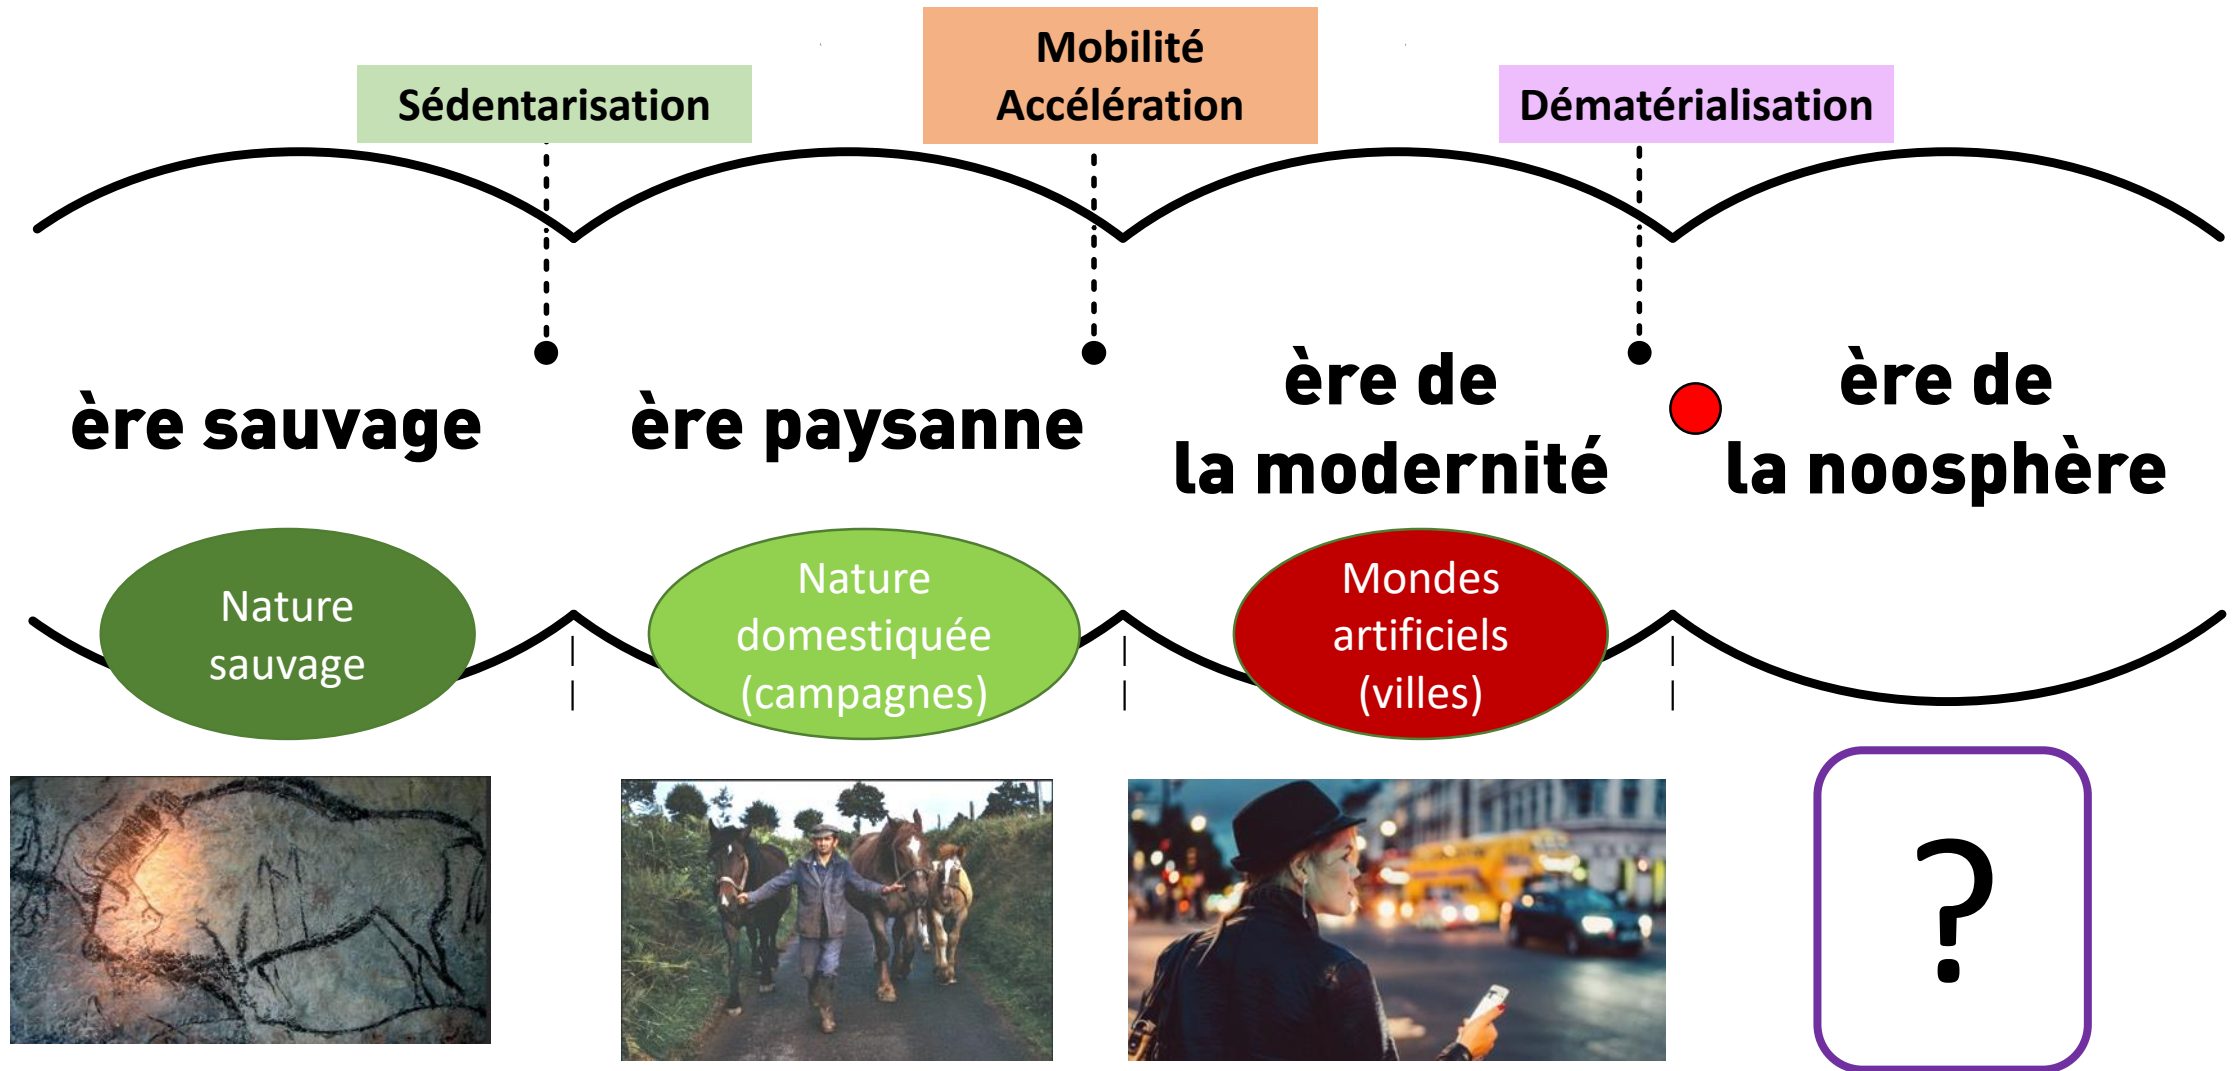 Sédentarisation
Mobilité
Accélération
Dématérialisation
ère sauvage
ère paysanne
ère de
la modernité
ère de
la noosphère
Nature
sauvage
Nature
domestiquée
(campagnes)
Mondes
artificiels
(villes)
?